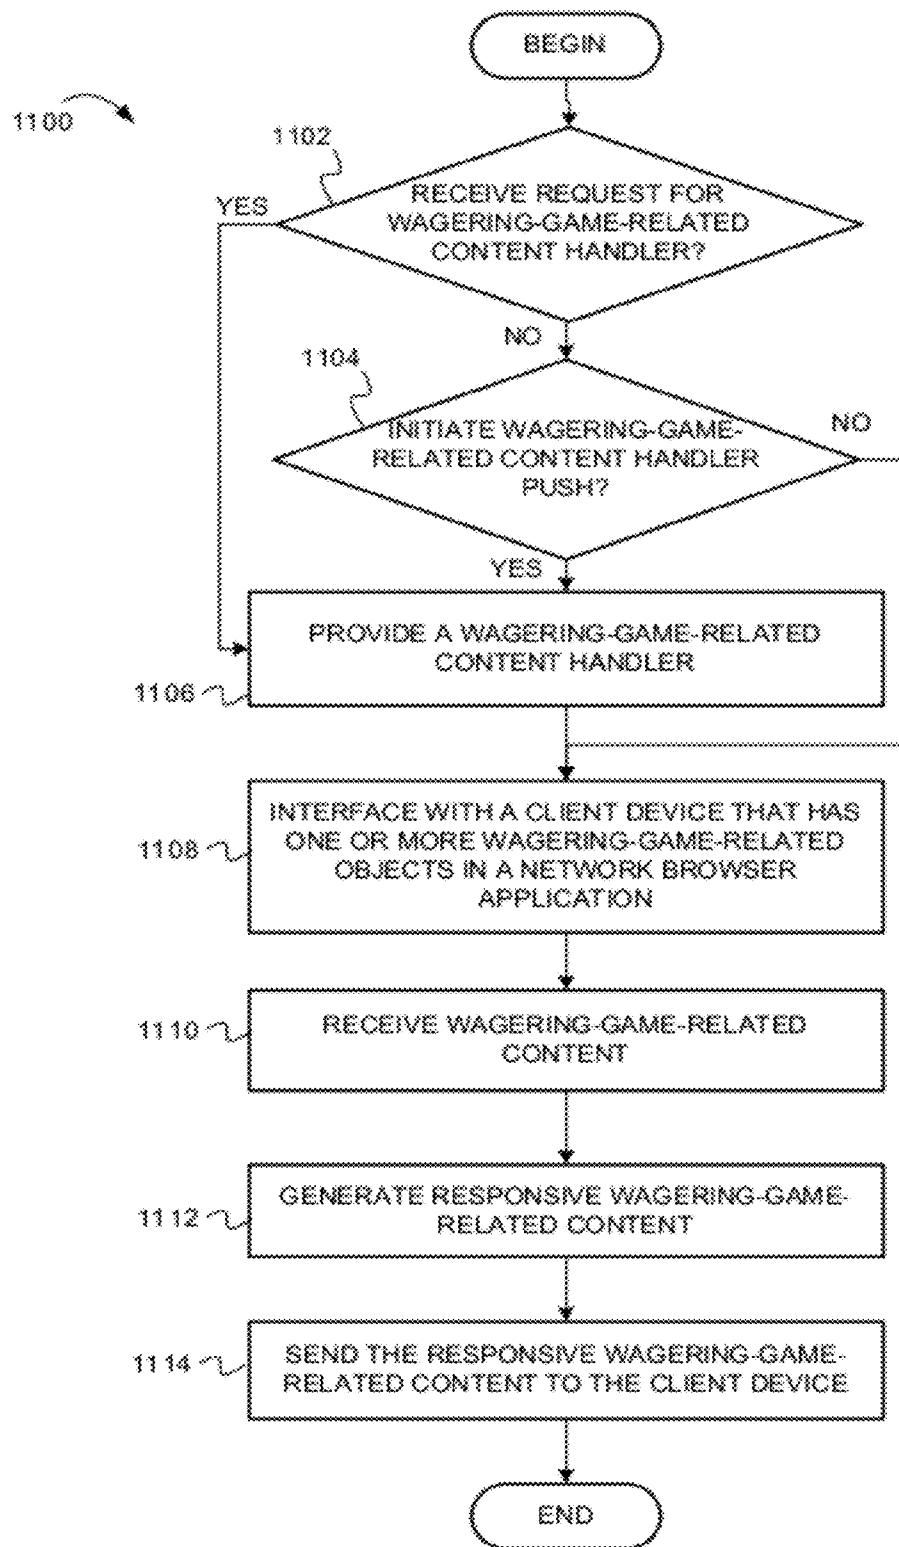 BEGIN
1100
1102
YES
RECEIVE REQUEST FOR
WAGERING-GAME-RELATED
CONTENT HANDLER?
NO
1104
NO
INITIATE WAGERING-GAME-
RELATED CONTENT HANDLER
PUSH?
YES
PROVIDE A WAGERING-GAME-RELATED
CONTENT HANDLER
1106
INTERFACE WITH A CLIENT DEVICE THAT HAS
ONE OR MORE WAGERING-GAME-RELATED
OBJECTS IN A NETWORK BROWSER
APPLICATION
1108
RECEIVE WAGERING-GAME-RELATED
CONTENT
1110
GENERATE RESPONSIVE WAGERING-GAME-
RELATED CONTENT
1112
SEND THE RESPONSIVE WAGERING-GAME-
RELATED CONTENT TO THE CLIENT DEVICE
1114
END